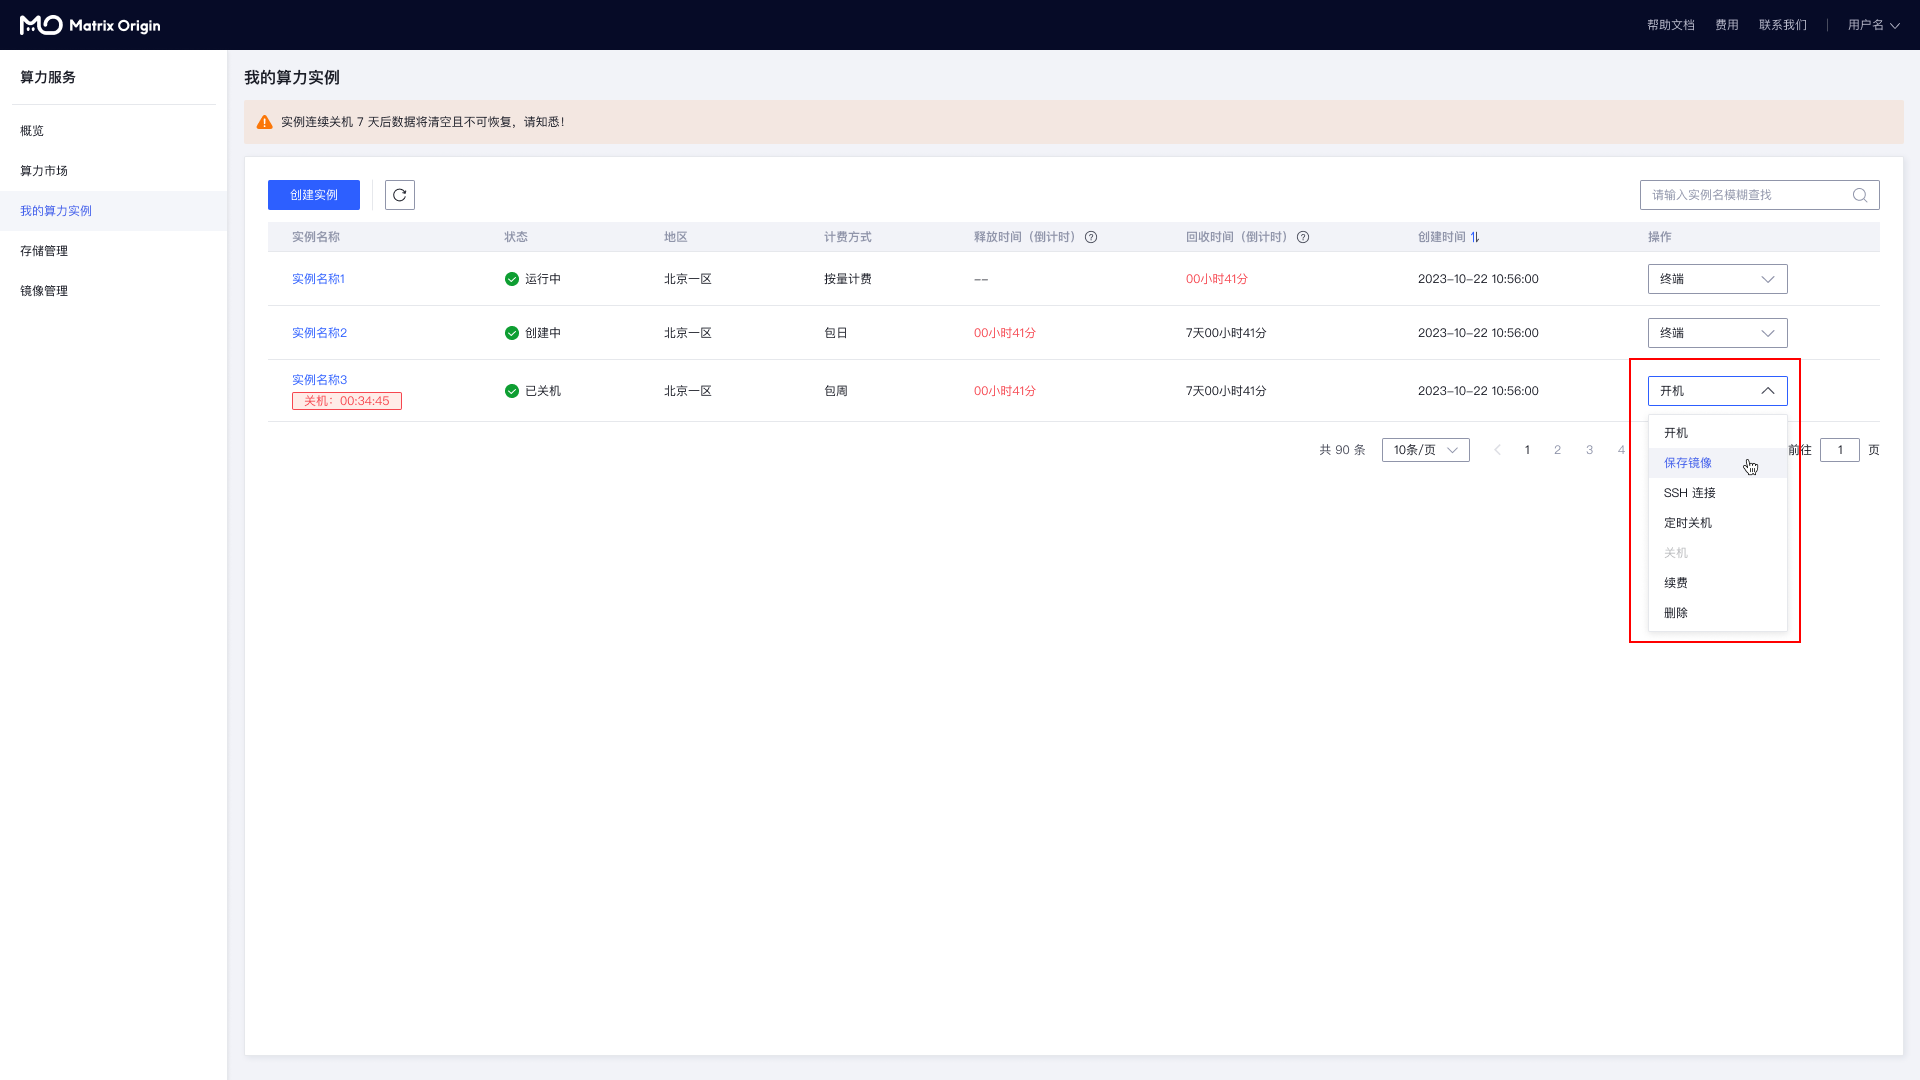 MO Matrix Origin
帮助文档 费用 联系我们 用户名
算力服务
概览
算力市场
我的算力实例
存储管理
镜像管理
我的算力实例
实例连续关机 7 天后数据将清空且不可恢复，请知悉！
创建实例
请输入实例名模糊查找
实例名称 状态 地区 计费方式 释放时间（倒计时） 回收时间（倒计时） 创建时间 操作
实例名称1 运行中 北京一区 按量计费 -- 00小时41分 2023-10-22 10:56:00 终端
实例名称2 创建中 北京一区 包日 00小时41分 7天00小时41分 2023-10-22 10:56:00 终端
实例名称3 已关机 北京一区 包周 00小时41分 7天00小时41分 2023-10-22 10:56:00 开机
关机：00:34:45
共 90 条 10条/页 1 2 3 4 前往 1 页
开机
保存镜像
SSH 连接
定时关机
关机
续费
删除